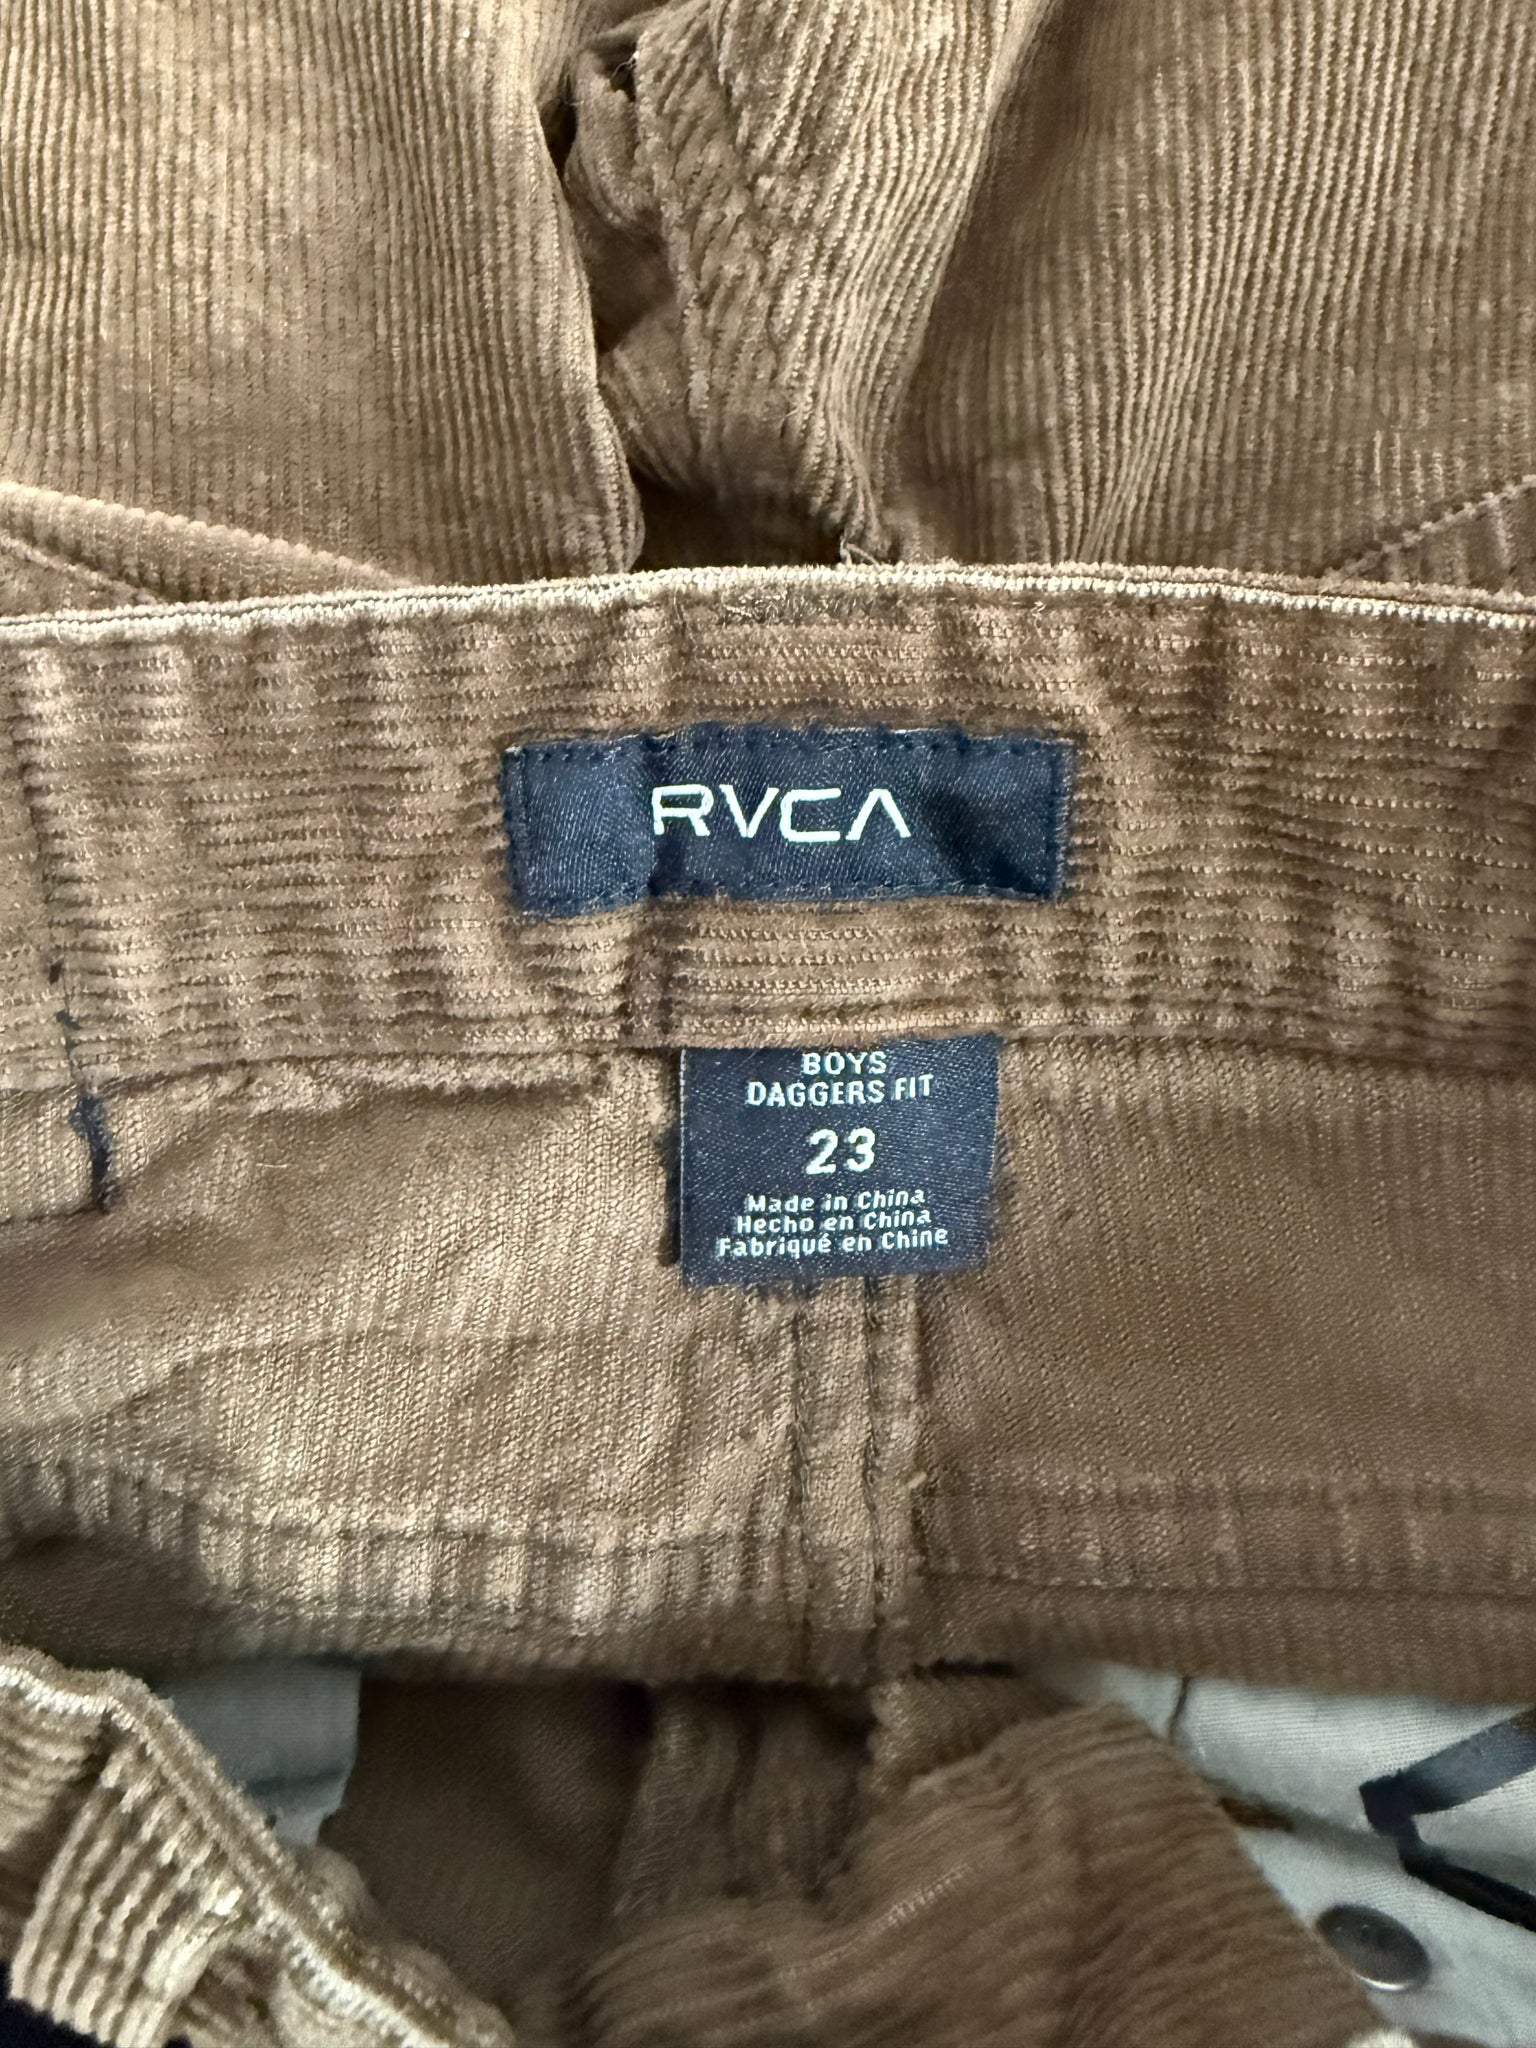 RVCA
BOYS
DAGGERS FIT
23
Made in China
Hecho en China
Fabriqué en Chine